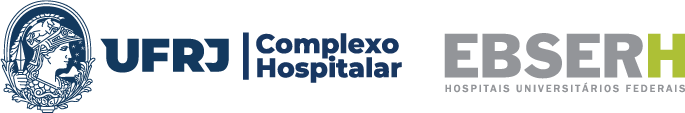 UFRJ
Complexo
Hospitalar
EBSERH
HOSPITAIS UNIVERSITÁRIOS FEDERAIS